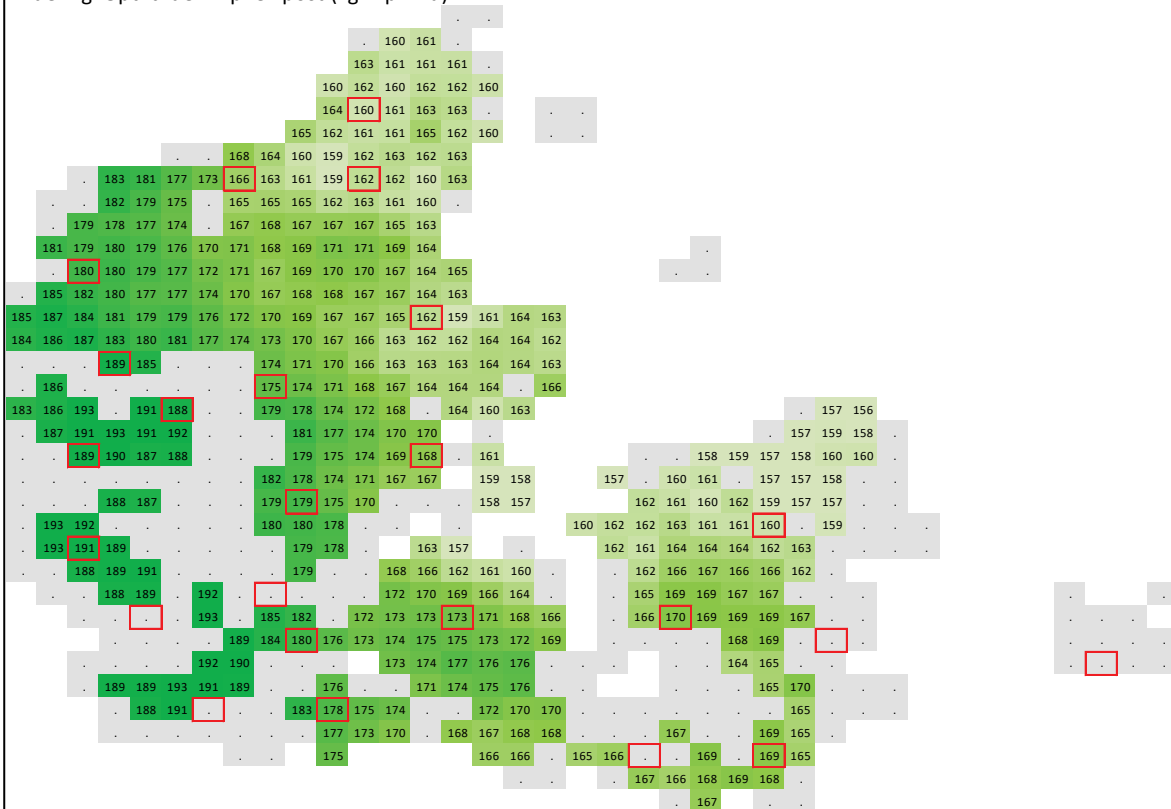 . .
. 160 161 .
163 161 161 161 .
160 162 160 162 162 160
164 160 161 163 163 . . .
165 162 161 161 165 162 160 . .
. . 168 164 160 159 162 163 162 163
. 183 181 177 173 166 163 161 159 162 162 160 163
. . 182 179 175 . 165 165 165 162 163 161 160 .
. 179 178 177 174 . 167 168 167 167 167 165 163
181 179 180 179 176 170 171 168 169 171 171 169 164 .
. 180 180 179 177 172 171 167 169 170 170 167 164 165 . .
. 185 182 180 177 177 174 170 167 168 168 167 167 164 163
185 187 184 181 179 179 176 172 170 169 167 167 165 162 159 161 164 163
184 186 187 183 180 181 177 174 173 170 167 166 163 162 162 164 164 162
. . . 189 185 . . . 174 171 170 166 163 163 163 164 164 163
. 186 . . . . . . 175 174 171 168 167 164 164 164 . 166
183 186 193 . 191 188 . . 179 178 174 172 168 . 164 160 163 . 157 156
. 187 191 193 191 192 . . . 181 177 174 170 170 . . 157 159 158 .
. . 189 190 187 188 . . . 179 175 174 169 168 . 161 . . 158 159 157 158 160 160 .
. . . . . . . . 182 178 174 171 167 167 159 158 157 . 160 161 . 157 157 158 . .
. . . 188 187 . . . 179 179 175 170 . . . 158 157 162 161 160 162 159 157 157 . .
. 193 192 . . . . . 180 180 178 . . . 160 162 162 163 161 161 160 . 159 . . .
. 193 191 189 . . . . . 179 178 . 163 157 . 162 161 164 164 164 162 163 . . . .
. . 188 189 191 . . . . 179 . . 168 166 162 161 160 . . 162 166 167 166 166 162 .
. . . 188 189 . 192 . . . . . 172 170 169 166 164 . . 165 169 169 167 167 . . . .
. . . . 193 . 185 182 . 172 173 173 173 171 168 166 . 166 170 169 169 169 167 . . . . .
. . . . 189 184 180 176 173 174 175 175 173 172 169 . . . . 168 169 . . . . . . .
. . . . 192 190 . . . . 173 174 177 176 176 . . . . . 164 165 . . . . . .
. 189 189 193 191 189 . . 176 . . 171 174 175 176 . . . . . . 165 170 . . .
. 188 191 . . . 183 178 175 174 . . 172 170 170 . . . . . . . 165 . . .
. . . . . . . 177 173 170 . 168 167 168 168 . . . 167 . . 169 165 .
. . 175 166 166 . 165 166 . . 169 . 169 165
. . . 167 166 168 169 168 .
. 167 . .